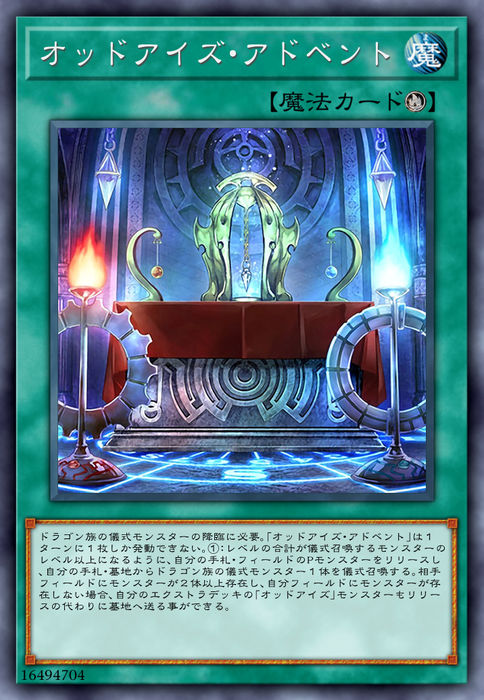 オッドアイズ・アドベント 魔
【魔法カード】
ドラゴン族の儀式モンスターの降臨に必要。「オッドアイズ・アドベント」は１
ターンに１枚しか発動できない。①：レベルの合計が儀式召喚するモンスターの
レベル以上になるように、自分の手札・フィールドのPモンスターをリリースし
、自分の手札・墓地からドラゴン族の儀式モンスター１体を儀式召喚する。相手
フィールドにモンスターが２体以上存在し、自分フィールドにモンスターが存
在しない場合、自分のエクストラデッキの「オッドアイズ」モンスターもリリー
スの代わりに墓地へ送る事ができる。
16494704